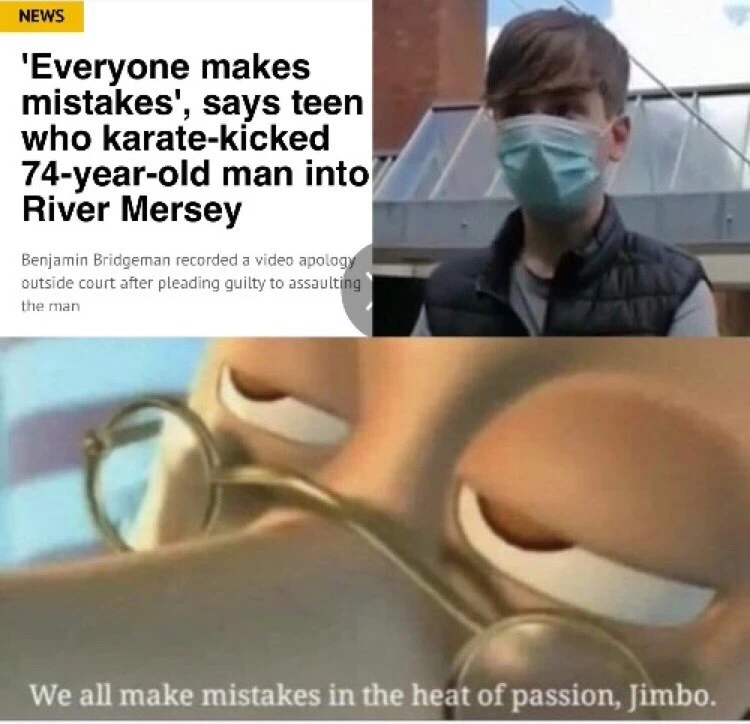 NEWS
'Everyone makes
mistakes', says teen
who karate-kicked
74-year-old man into
River Mersey
Benjamin Bridgeman recorded a video apology
outside court after pleading guilty to assaulting
the man
We all make mistakes in the heat of passion, Jimbo.